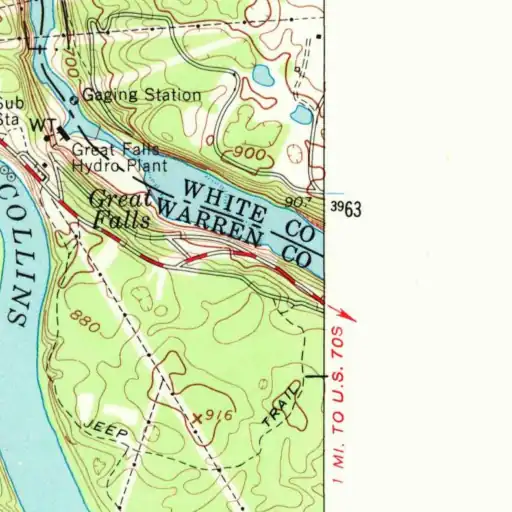 700
Gaging Station
Sub
Sta
WT
Great Falls
Hydro Plant
900
Great
Falls
WHITE CO
WARREN CO
907
3963
COLLINS
880
916
JEEP TRAIL
1 MI. TO U.S. 70S